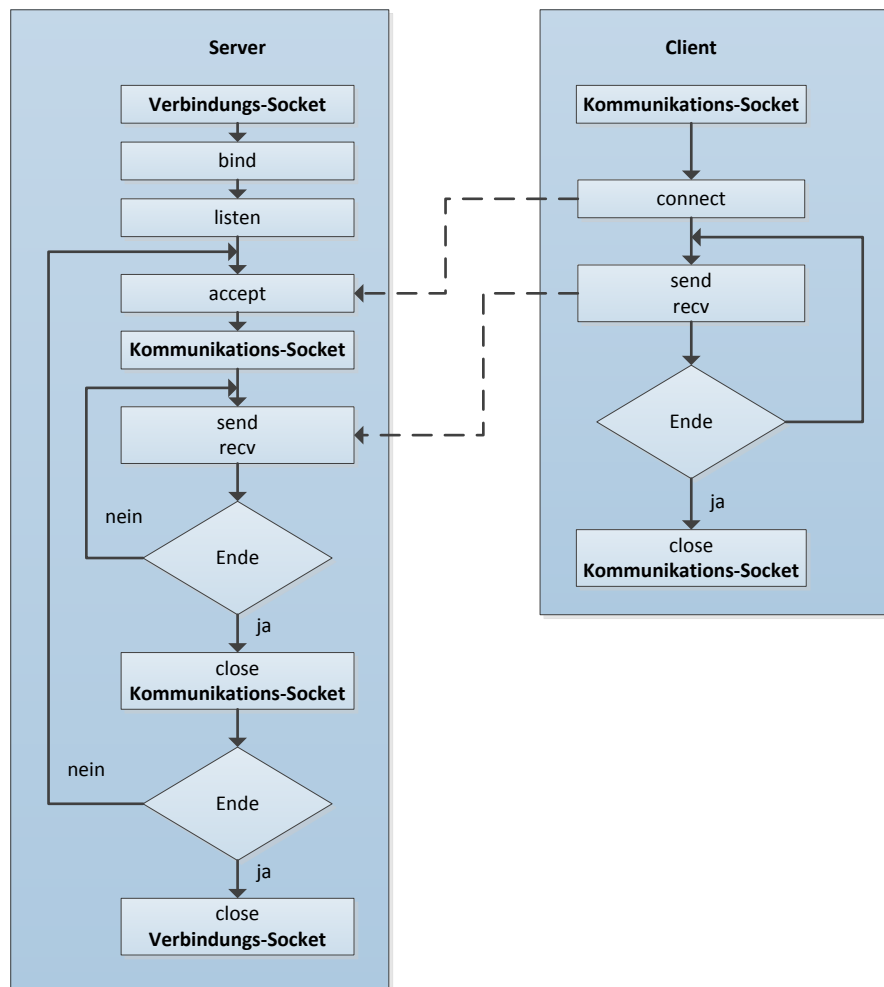 Server
Verbindungs-Socket
bind
listen
accept
Kommunikations-Socket
send
recv
nein
Ende
ja
close
Kommunikations-Socket
nein
Ende
ja
close
Verbindungs-Socket
Client
Kommunikations-Socket
connect
send
recv
Ende
ja
close
Kommunikations-Socket